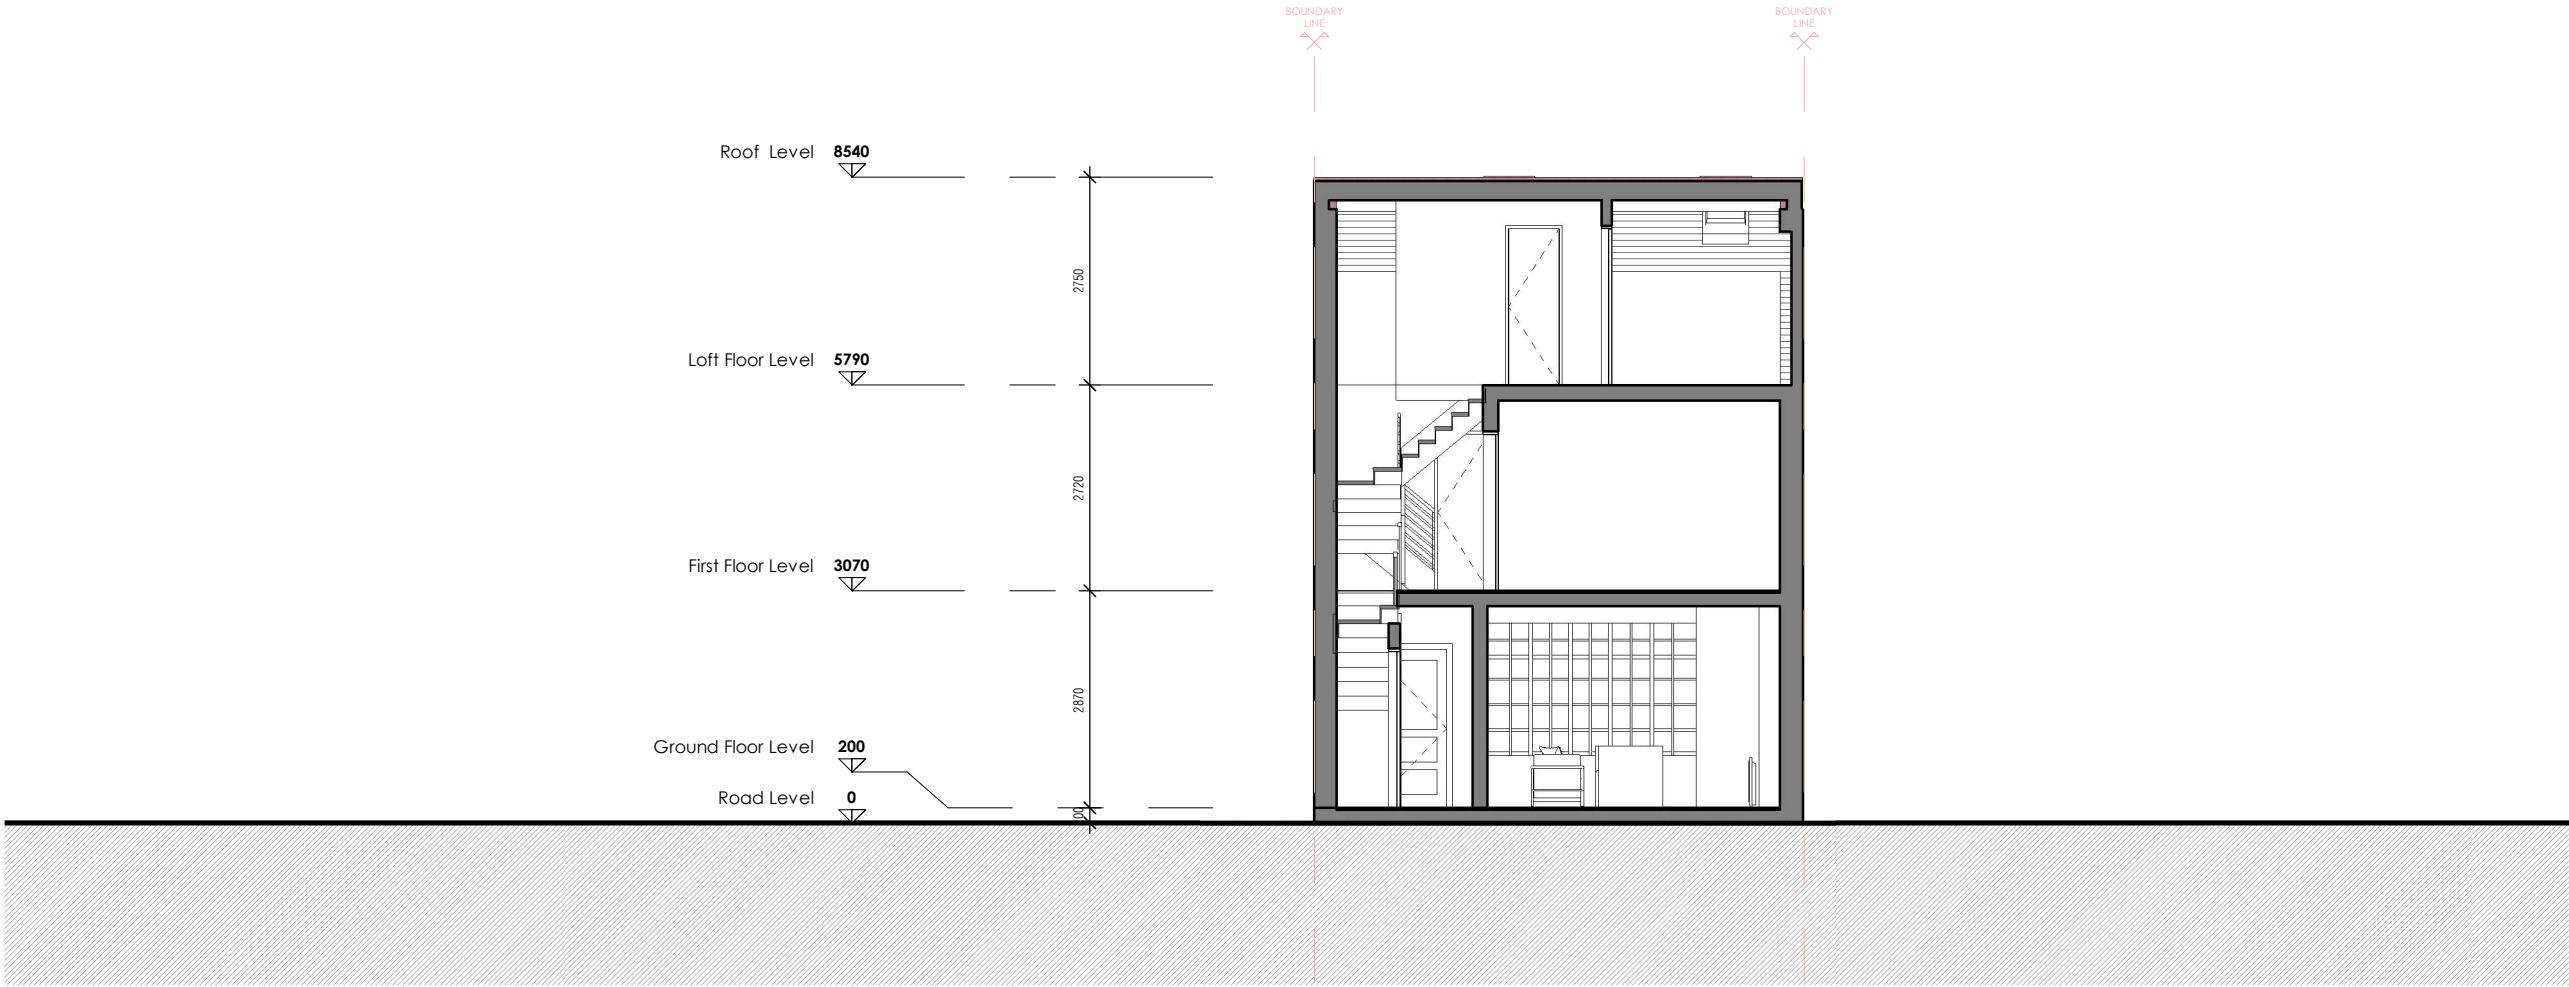 BOUNDARY
LINE
BOUNDARY
LINE
Roof Level 8540
2750
Loft Floor Level 5790
2720
First Floor Level 3070
2870
Ground Floor Level 200
Road Level 0